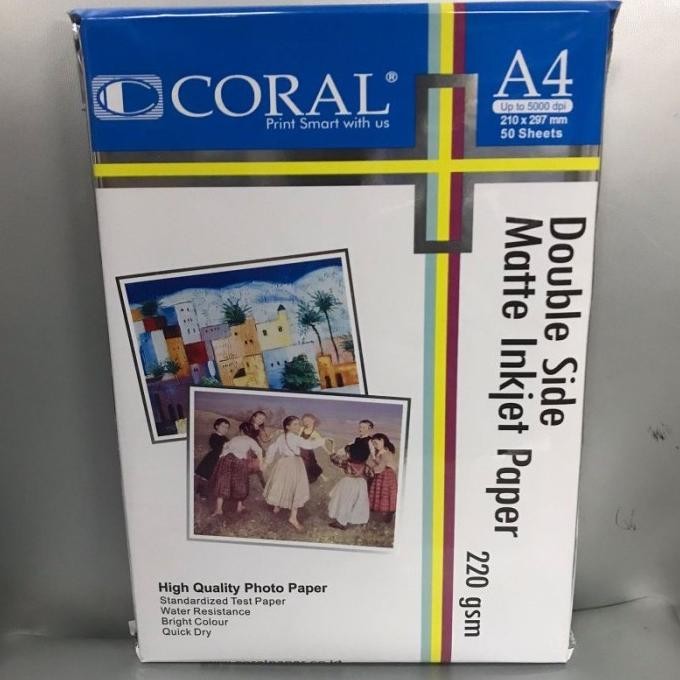 CORAL®
Print Smart with us
A4
Up to 5000 dpi
210 x 297 mm
50 Sheets
Double Side
Matte Inkjet Paper
220 gsm
High Quality Photo Paper
Standardized Test Paper
Water Resistance
Bright Colour
Quick Dry